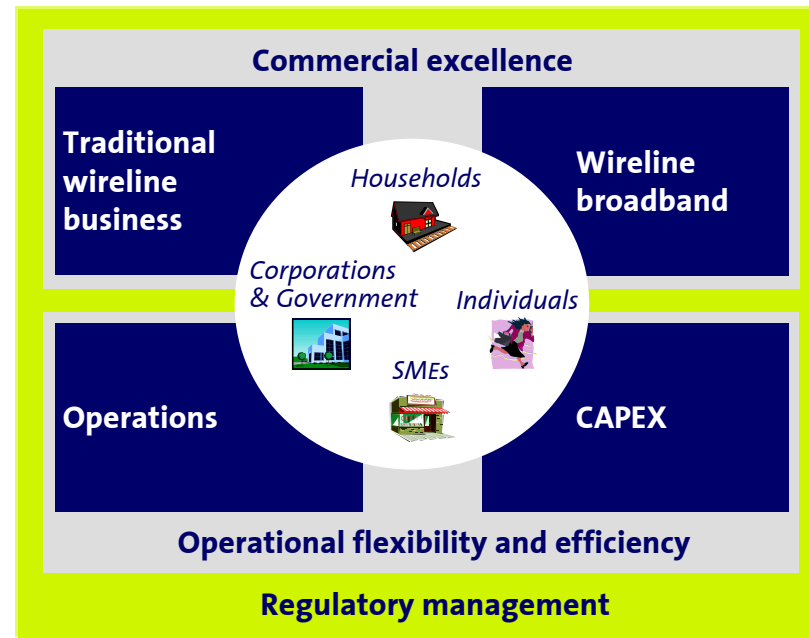 Commercial excellence
Traditional
wireline
business
Wireline
broadband
Households
Corporations
& Government
Individuals
SMEs
Operations
CAPEX
Operational flexibility and efficiency
Regulatory management